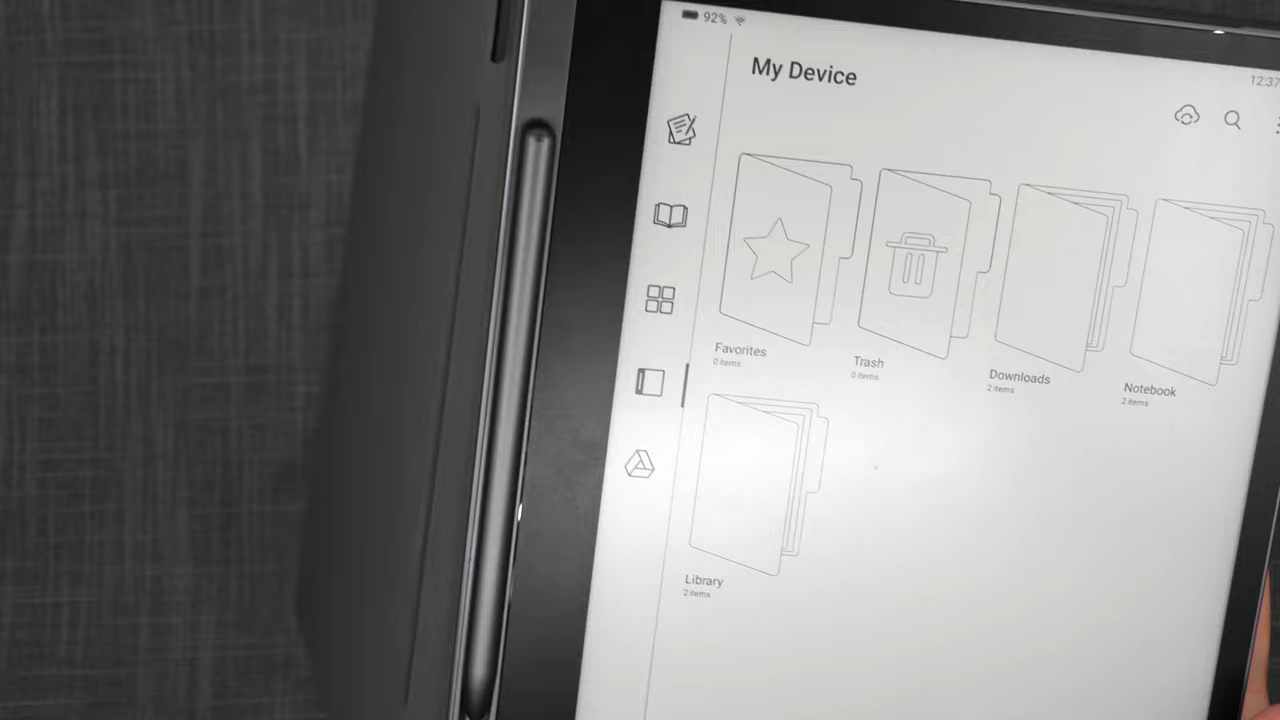 92%
12:37
My Device
Favorites
0 items
Trash
0 items
Downloads
2 items
Notebook
2 items
Library
2 items